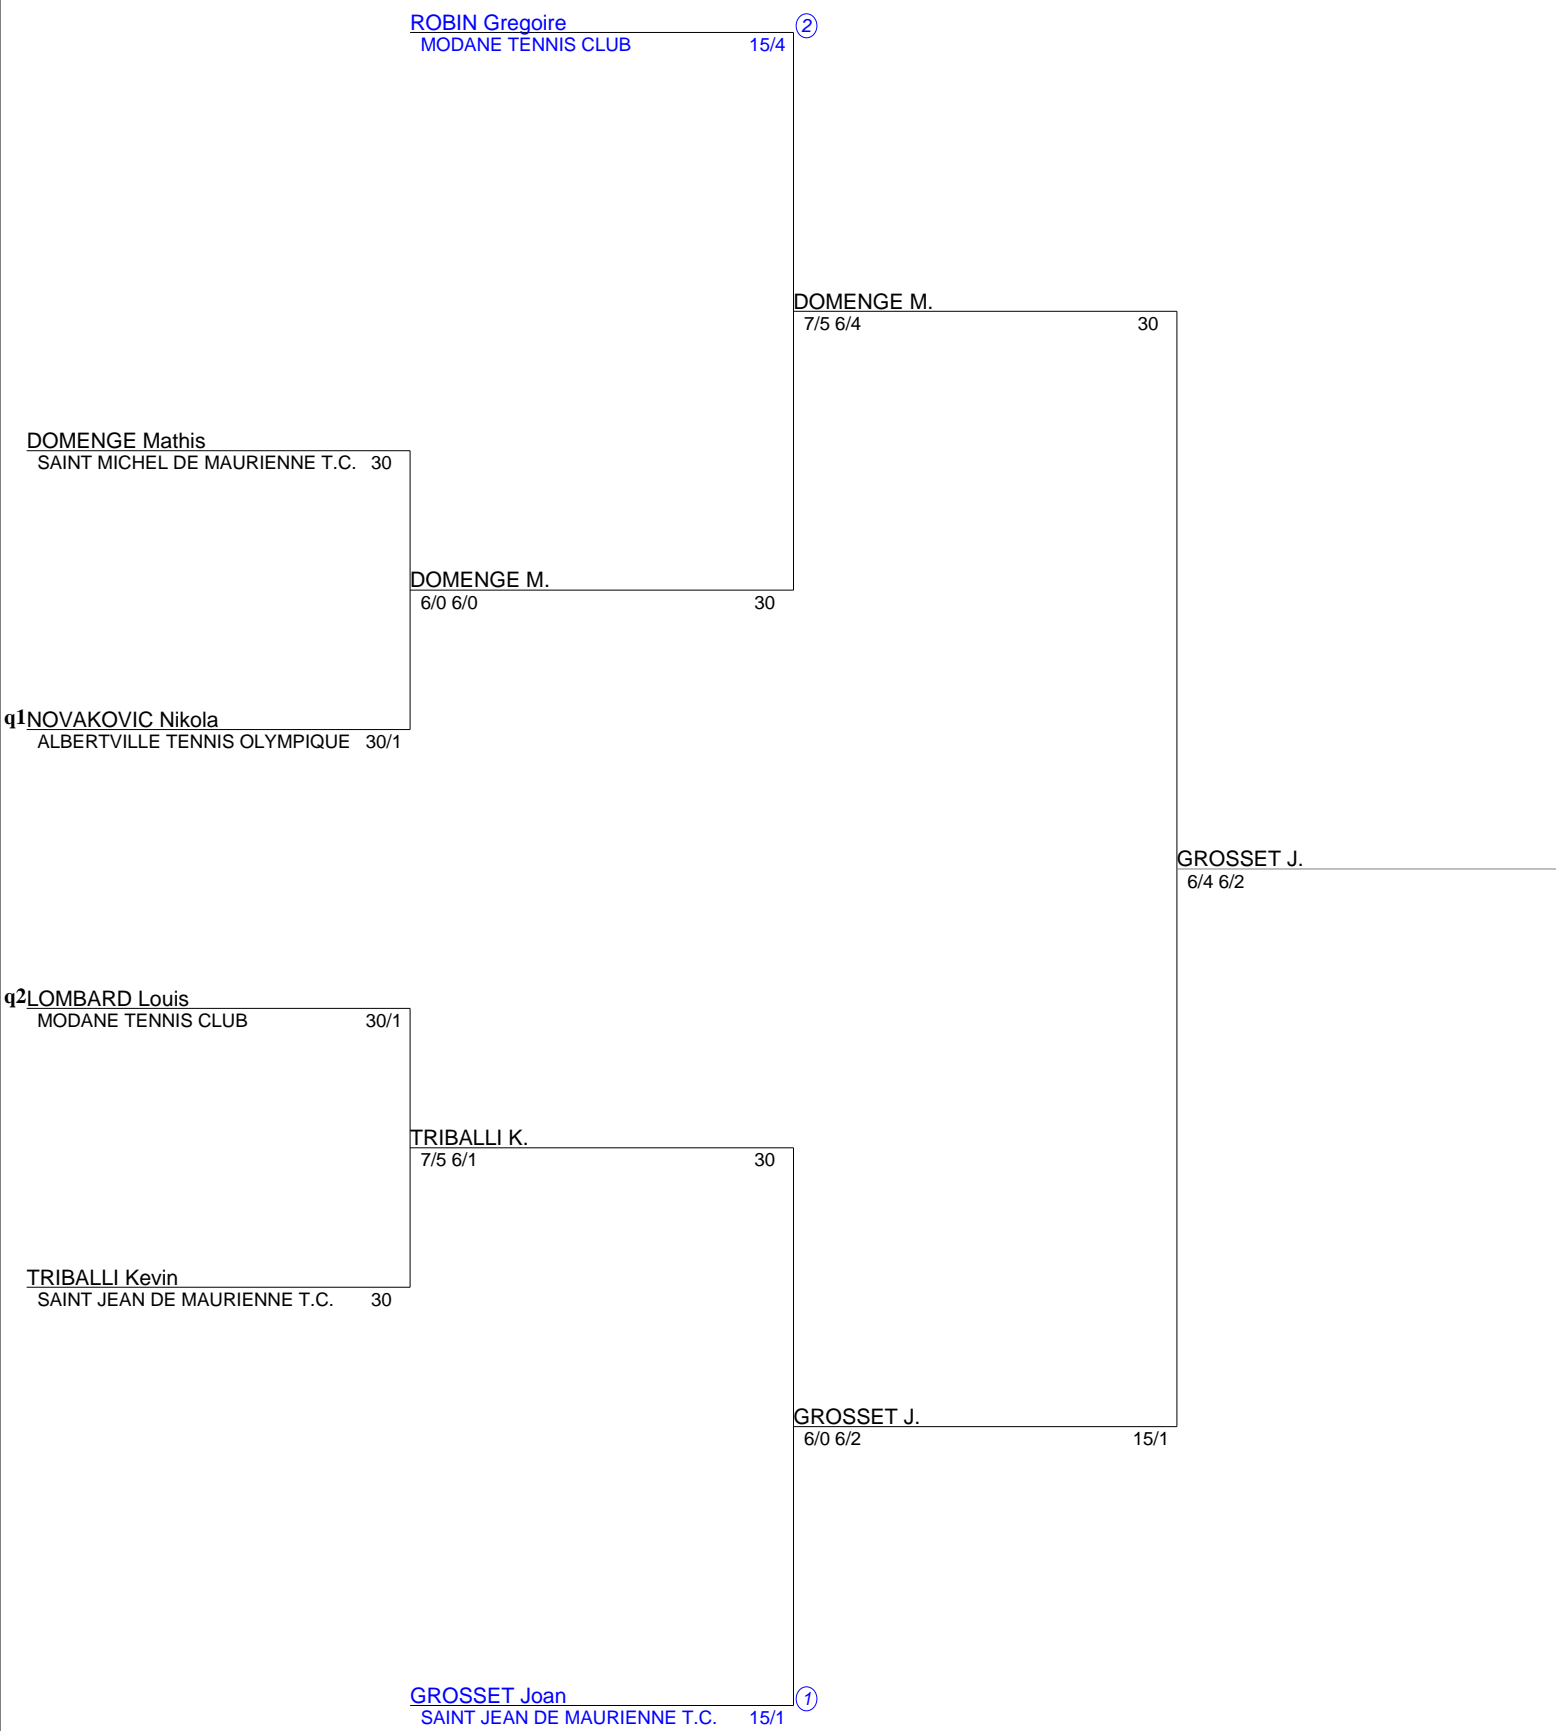 ROBIN Gregoire 2
MODANE TENNIS CLUB 15/4
DOMENGE M.
7/5 6/4 30
DOMENGE Mathis
SAINT MICHEL DE MAURIENNE T.C. 30
DOMENGE M.
6/0 6/0 30
q1 NOVAKOVIC Nikola
ALBERTVILLE TENNIS OLYMPIQUE 30/1
GROSSET J.
6/4 6/2
q2 LOMBARD Louis
MODANE TENNIS CLUB 30/1
TRIBALLI K.
7/5 6/1 30
TRIBALLI Kevin
SAINT JEAN DE MAURIENNE T.C. 30
GROSSET J.
6/0 6/2 15/1
GROSSET Joan 1
SAINT JEAN DE MAURIENNE T.C. 15/1